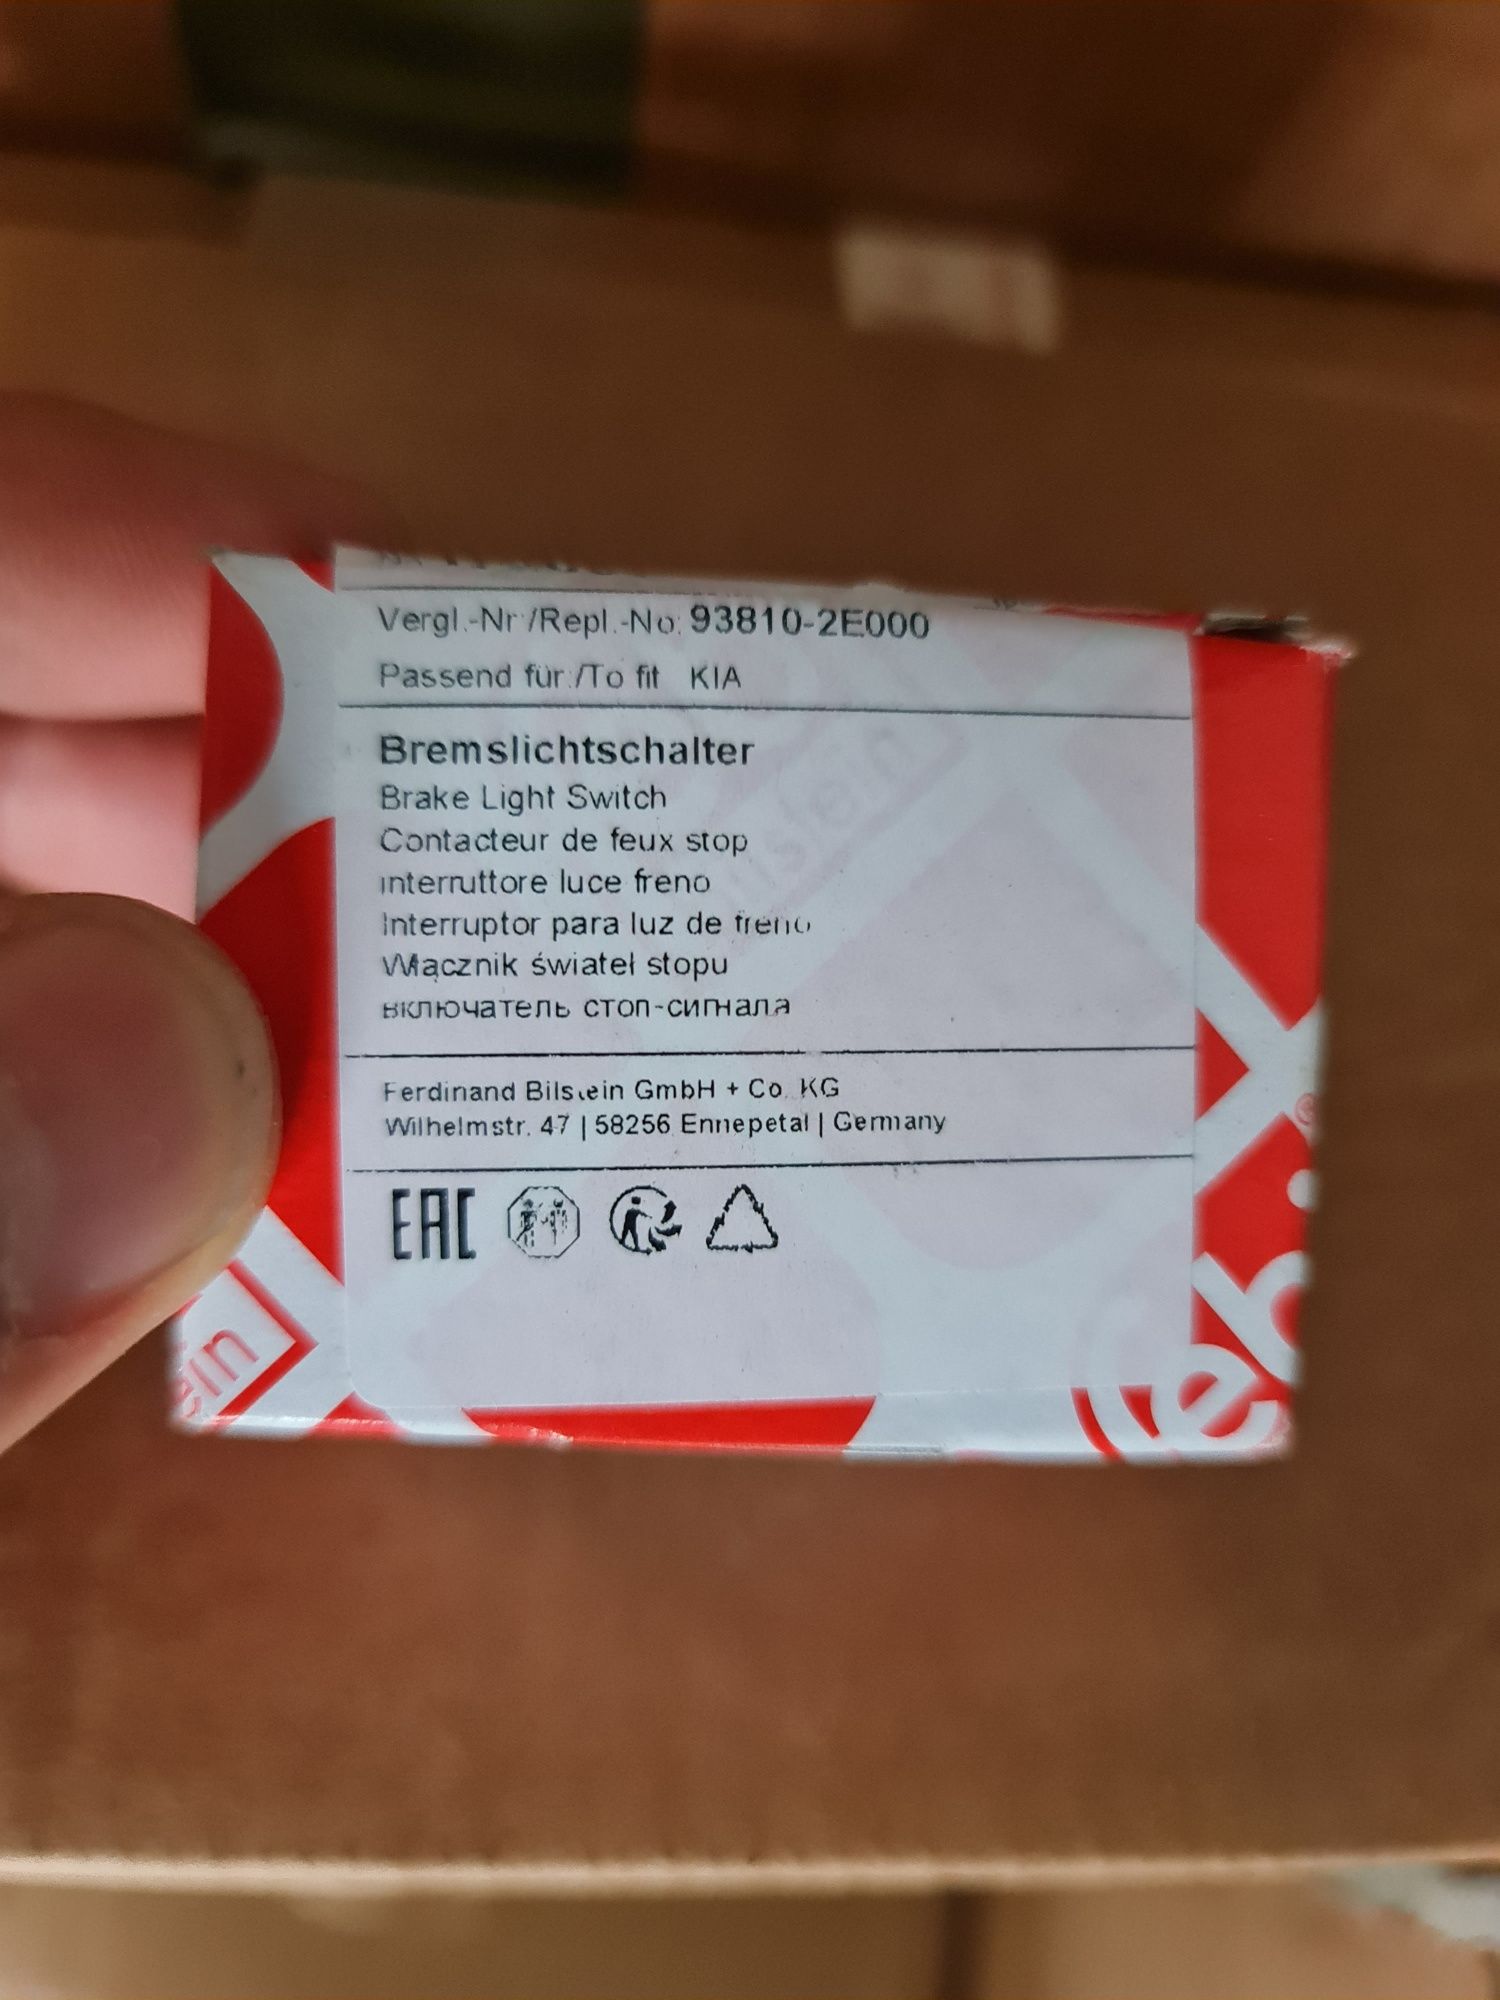 Vergl.-Nr./Repl.-No: 93810-2E000
Passend für:/To fit KIA
Bremslichtschalter
Brake Light Switch
Contacteur de feux stop
Interruttore luce freno
Interruptor para luz de freno
Włącznik świateł stopu
включатель стоп-сигнала
Ferdinand Bilstein GmbH + Co. KG
Wilhelmstr. 47 | 58256 Ennepetal | Germany
EAC
ein
febi